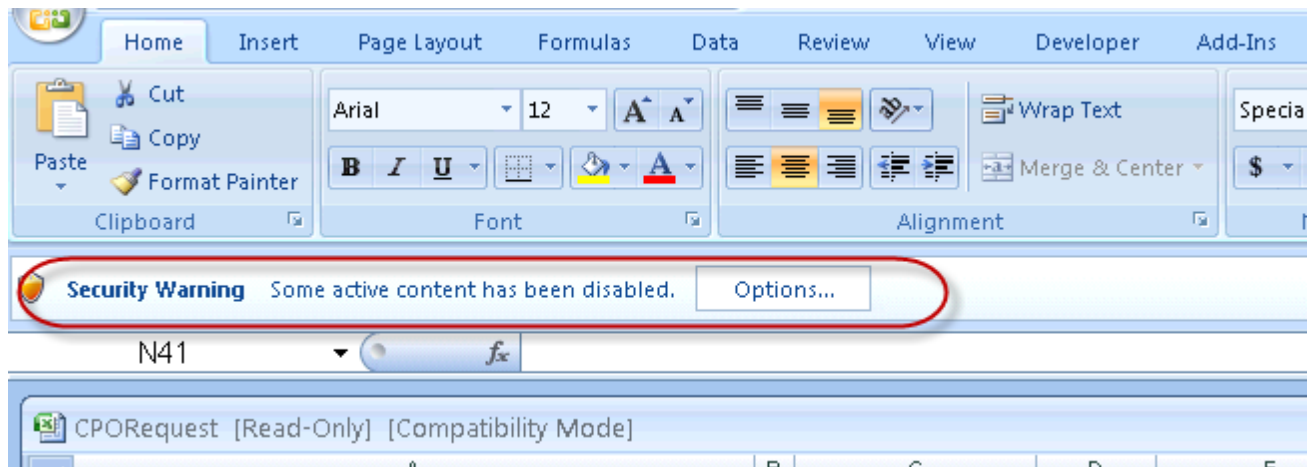 Home Insert Page Layout Formulas Data Review View Developer Add-Ins
Cut
Copy
Paste
Format Painter
Arial 12 A A
Wrap Text
B I U A
Merge & Center
$
Clipboard Font Alignment
Security Warning Some active content has been disabled. Options...
N41 fx
CPORequest [Read-Only] [Compatibility Mode]